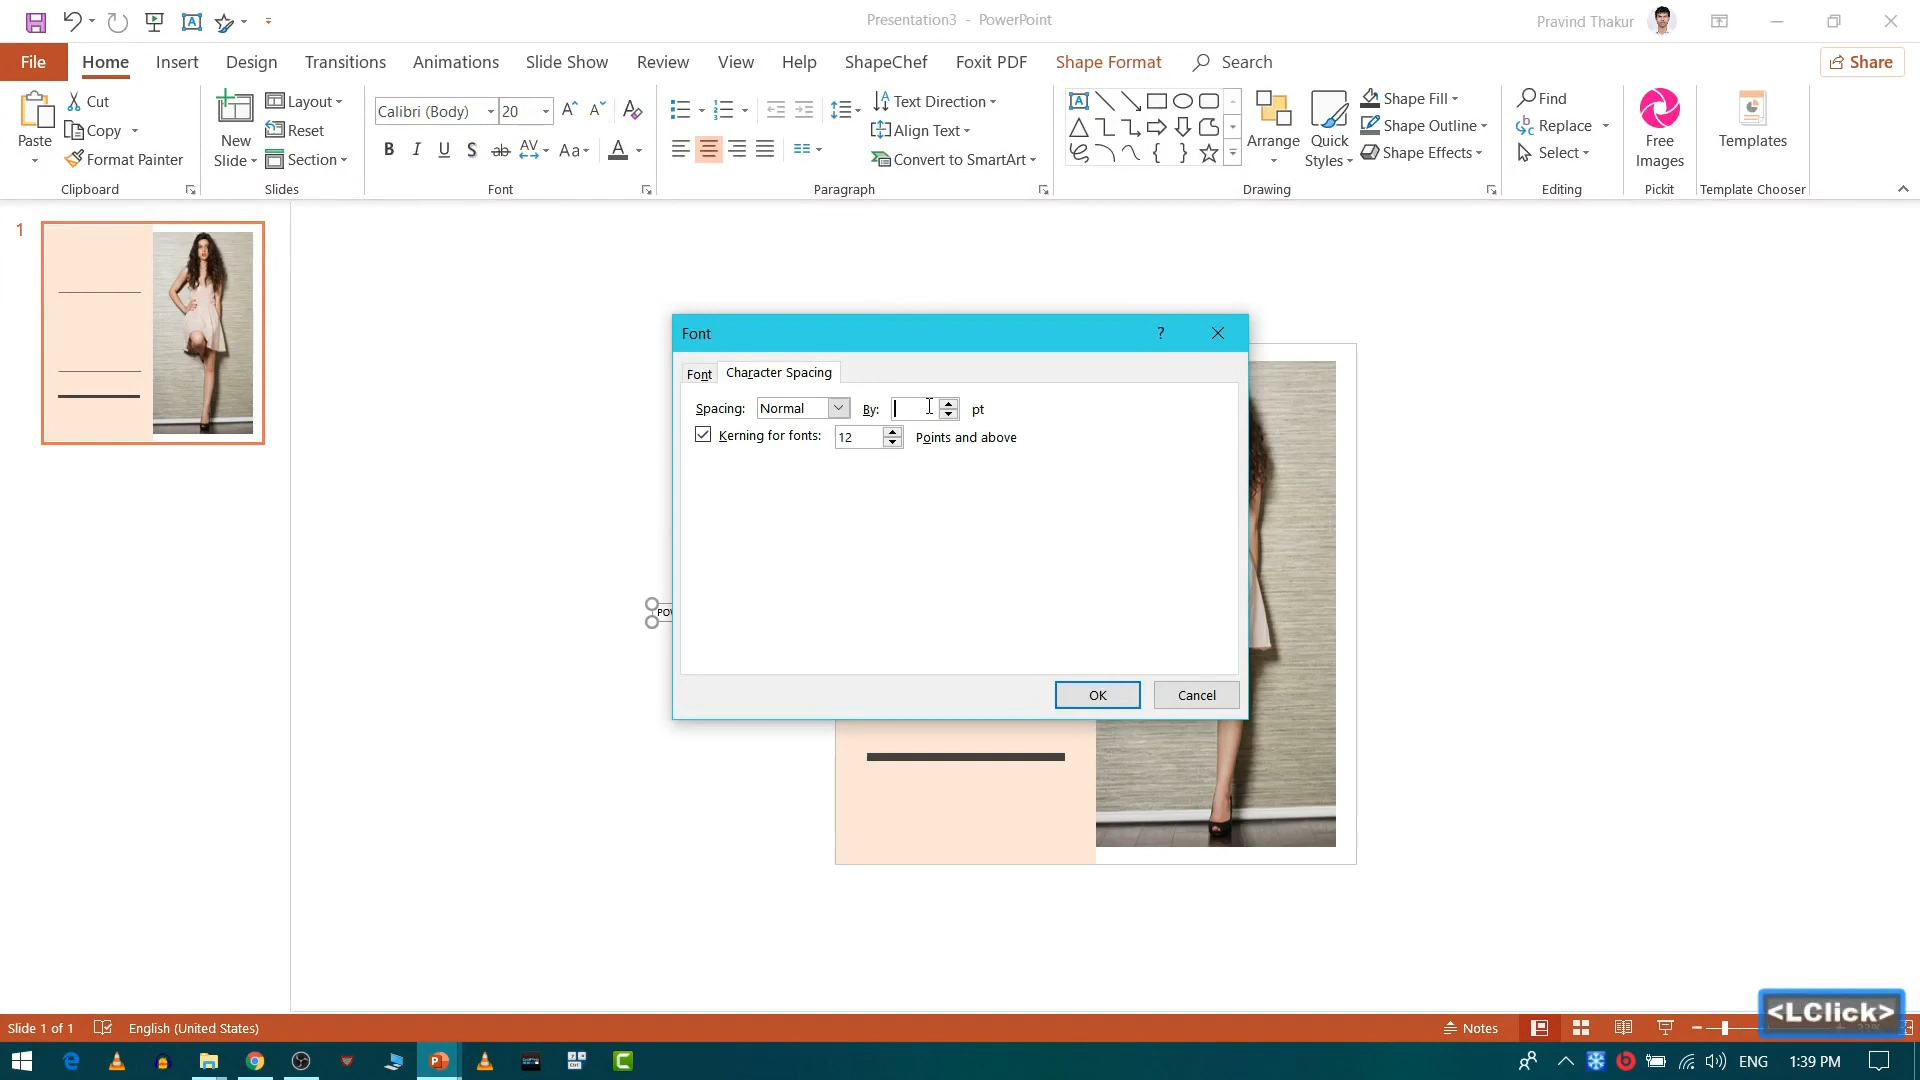 Presentation3 - PowerPoint
Pravind Thakur
File
Home
Insert
Design
Transitions
Animations
Slide Show
Review
View
Help
ShapeChef
Foxit PDF
Shape Format
Search
Share
Paste
Cut
Copy
Format Painter
Clipboard
New
Slide
Layout
Reset
Section
Slides
Calibri (Body)
20
Font
Text Direction
Align Text
Convert to SmartArt
Paragraph
Arrange
Quick
Styles
Shape Fill
Shape Outline
Shape Effects
Drawing
Find
Replace
Select
Editing
Free
Images
Pickit
Templates
Template Chooser
1
Font
?
Font
Character Spacing
Spacing:
Normal
By:
pt
Kerning for fonts:
12
Points and above
OK
Cancel
Slide 1 of 1
English (United States)
Notes
<LClick>
ENG
1:39 PM